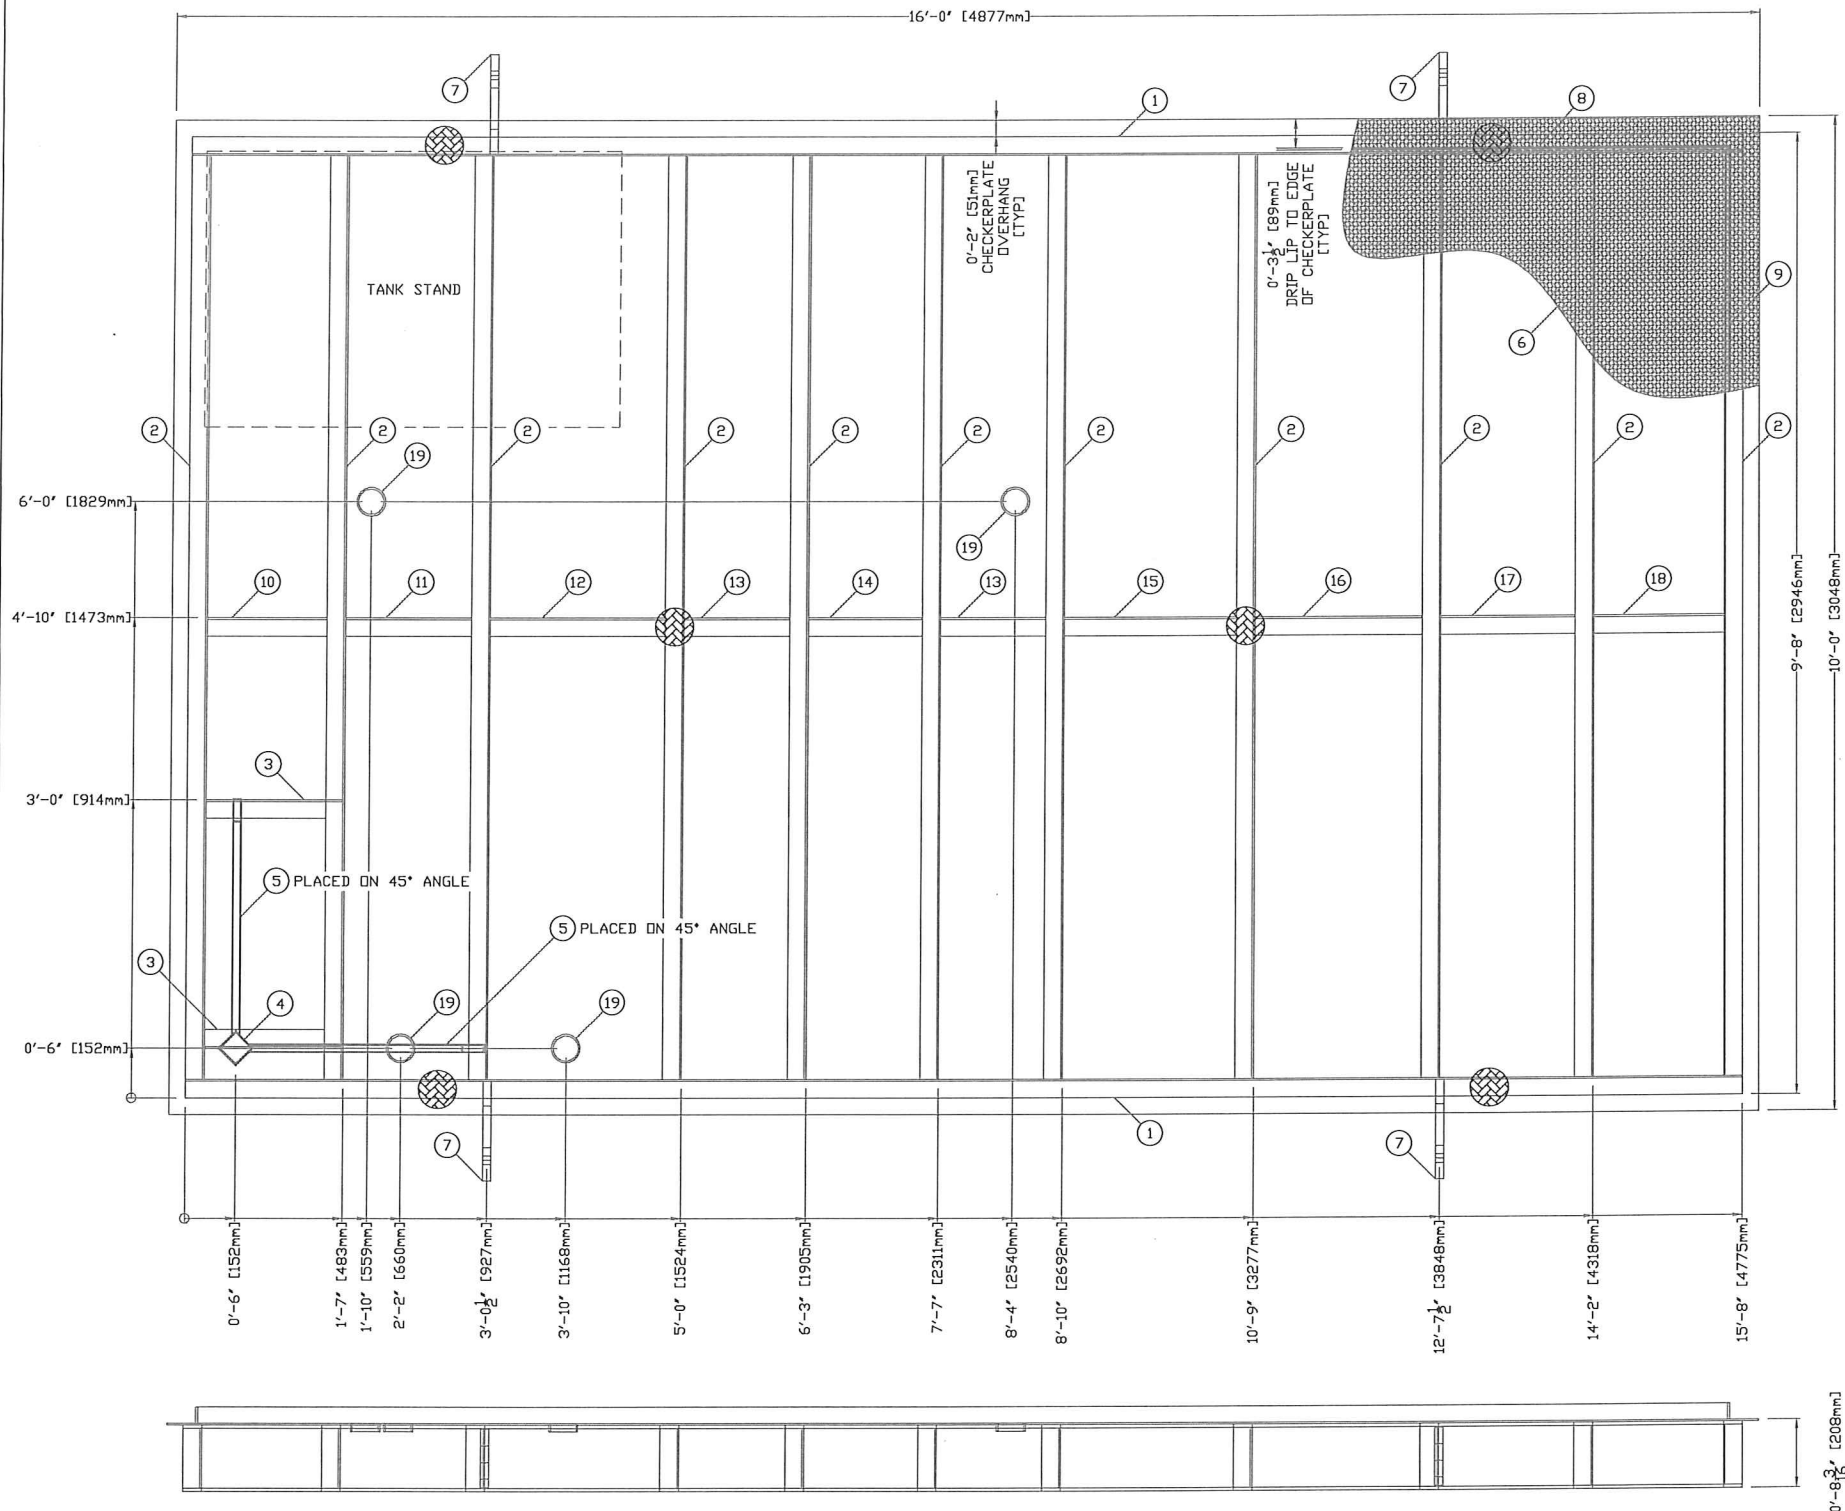 16'-0" [4877mm]
7
7
1
8
0'-2" [51mm]
CHECKERPLATE
OVERHANG
[TYP]
0'-3 1/2" [89mm]
DRIP LIP TO EDGE
OF CHECKERPLATE
[TYP]
TANK STAND
9
6
2
2
2
2
2
2
2
2
2
2
2
19
6'-0" [1829mm]
19
10
11
12
13
14
13
15
16
17
18
4'-10" [1473mm]
9'-8" [2946mm]
10'-0" [3048mm]
3
3'-0" [914mm]
5 PLACED ON 45° ANGLE
5 PLACED ON 45° ANGLE
3
4
19
19
0'-6" [152mm]
7
1
7
0'-6" [152mm]
1'-7" [483mm]
1'-10" [559mm]
2'-2" [660mm]
3'-0 1/2" [927mm]
3'-10" [1168mm]
5'-0" [1524mm]
6'-3" [1905mm]
7'-7" [2311mm]
8'-4" [2540mm]
8'-10" [2692mm]
10'-9" [3277mm]
12'-7 1/2" [3848mm]
14'-2" [4318mm]
15'-8" [4775mm]
[208mm]